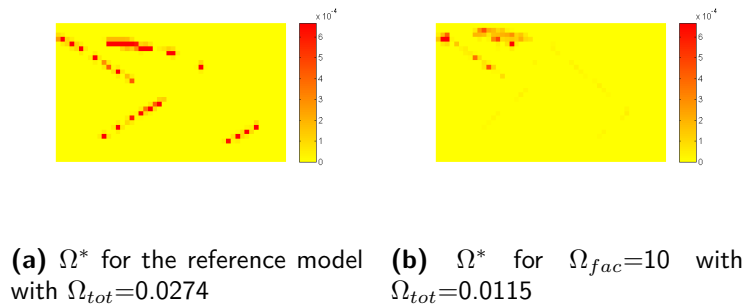 x 10⁻⁴
6
5
4
3
2
1
0
x 10⁻⁴
6
5
4
3
2
1
0
(a) Ω* for the reference model
with Ω_tot=0.0274
(b) Ω* for Ω_fac=10 with
Ω_tot=0.0115